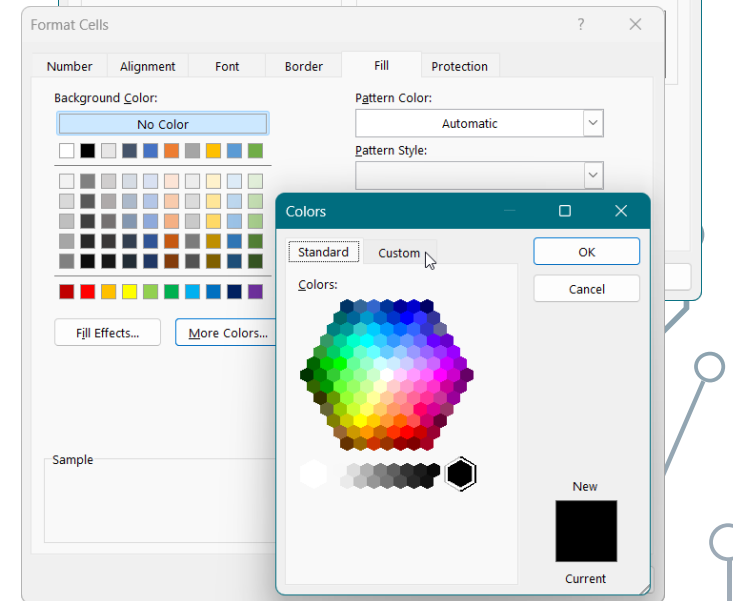 Format Cells
Number Alignment Font Border Fill Protection
Background Color:
No Color
Pattern Color:
Automatic
Pattern Style:
Fill Effects...
More Colors...
Sample
Colors
Standard Custom
Colors:
OK
Cancel
New
Current